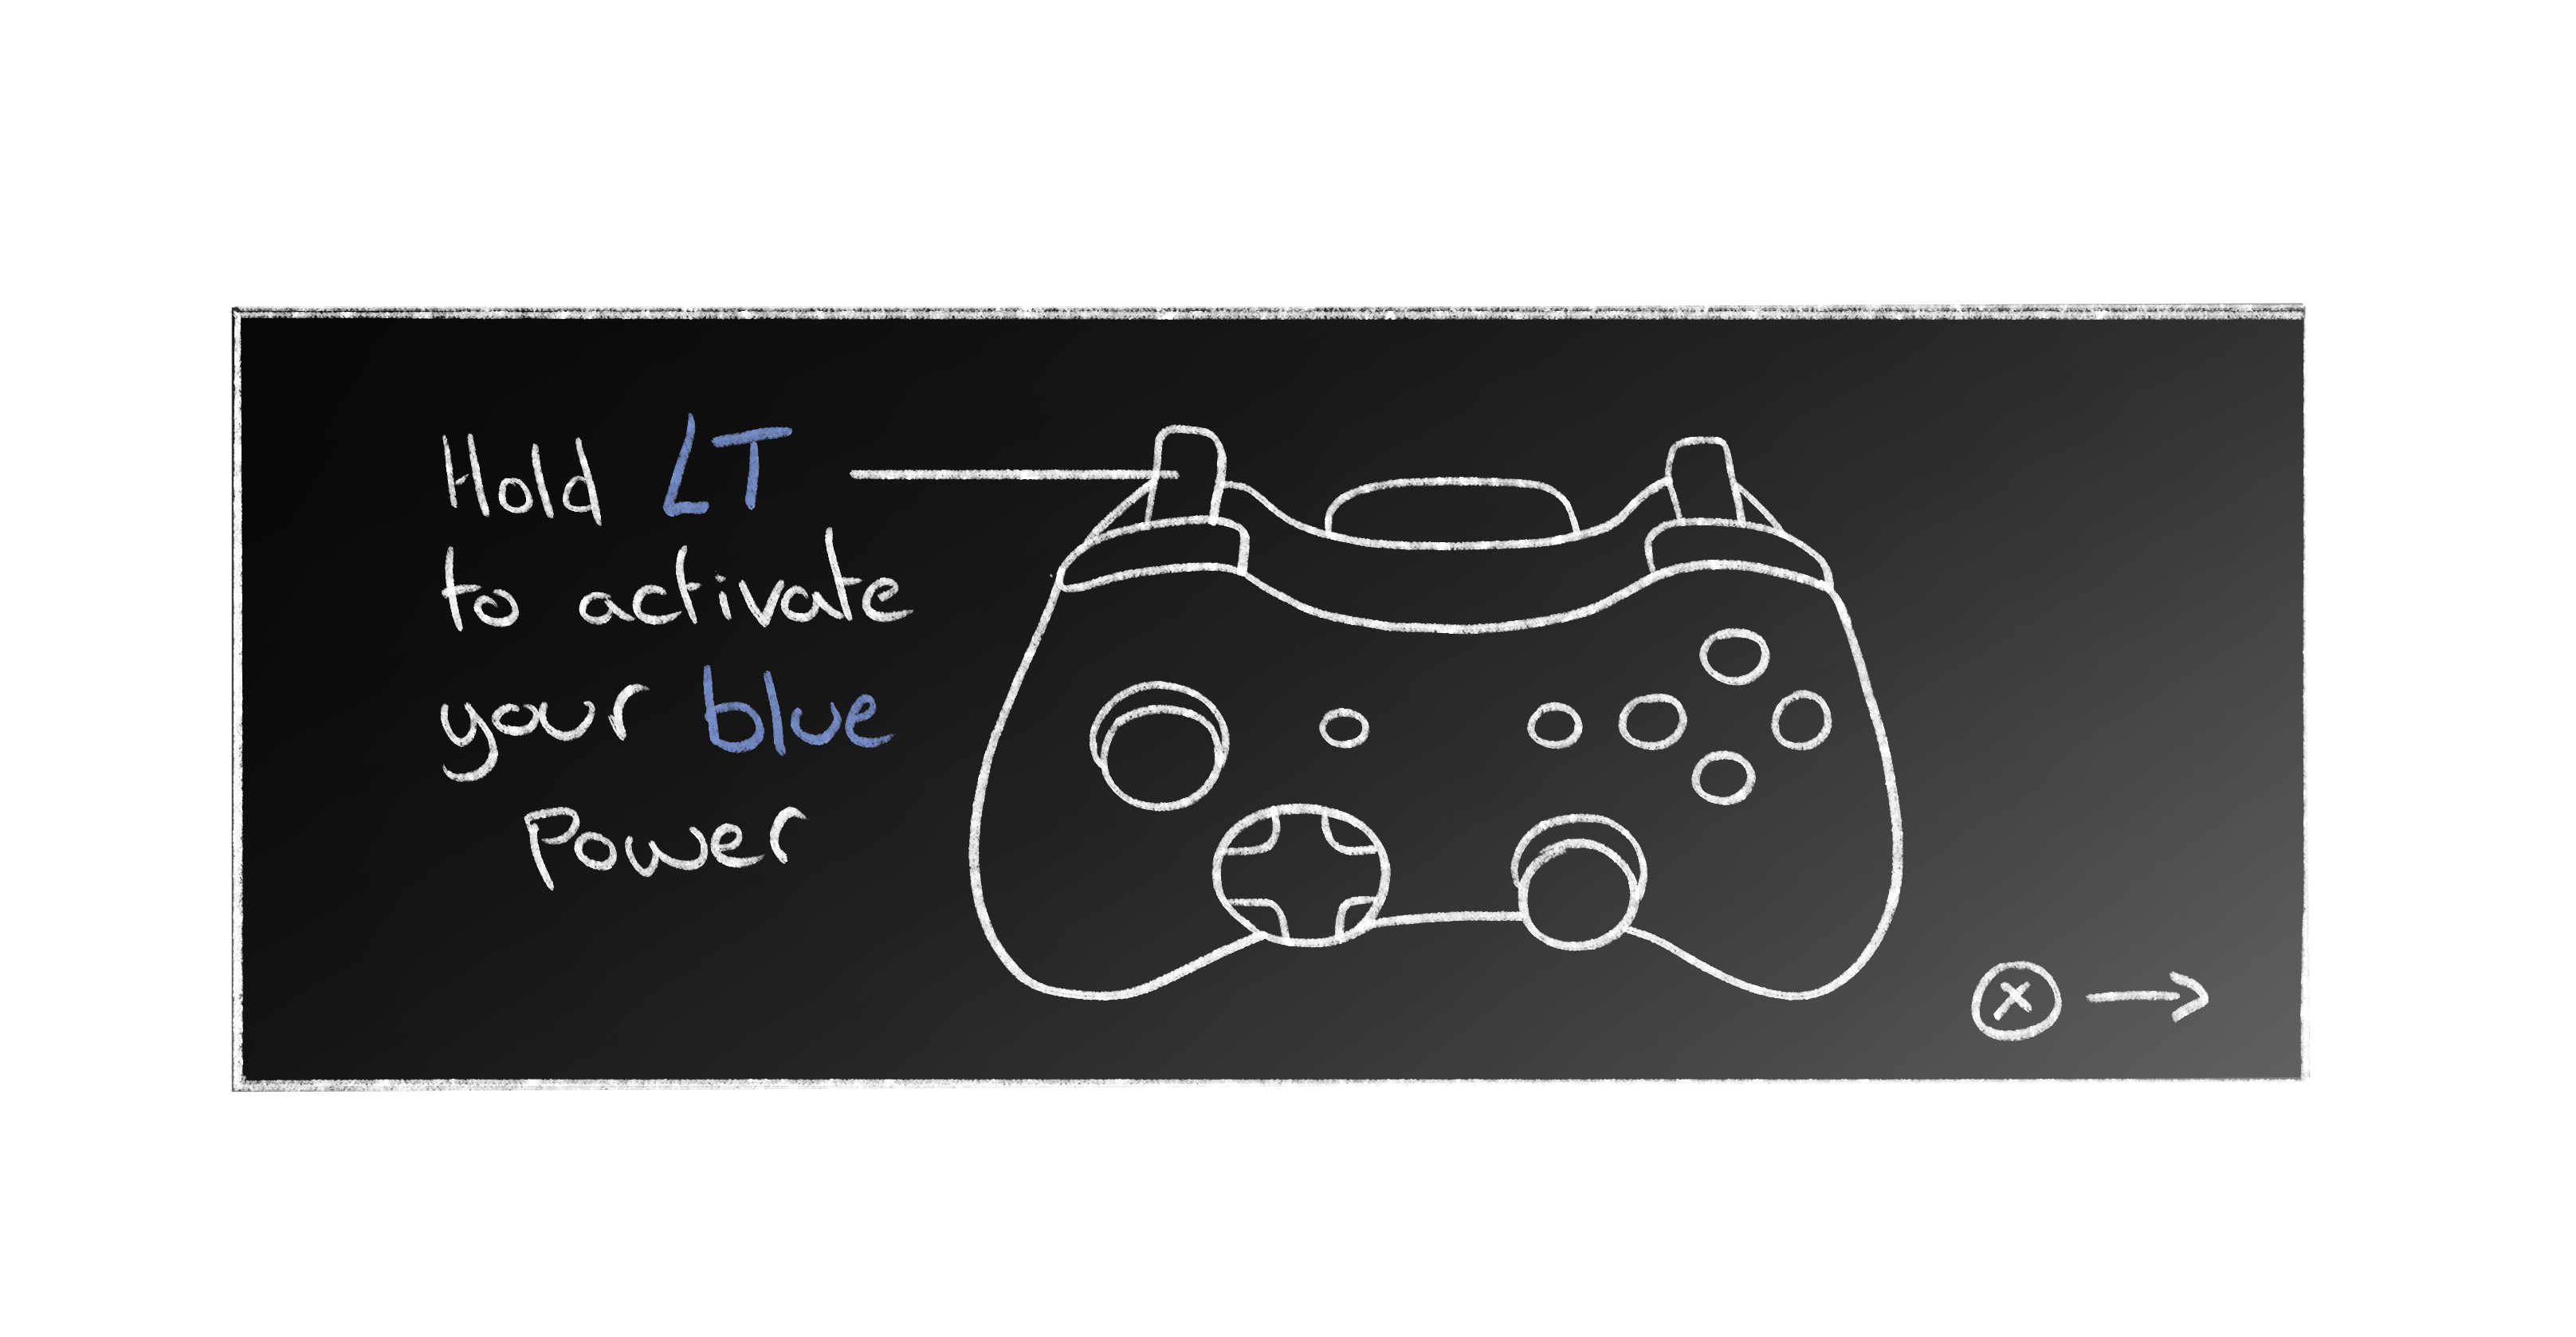 Hold LT
to activate
your blue
Power
X →